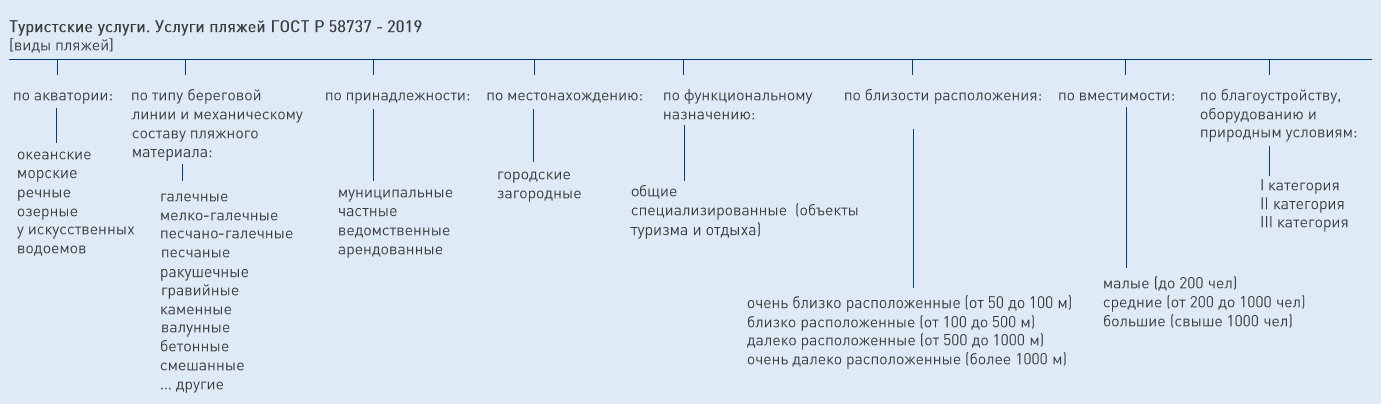 Туристские услуги. Услуги пляжей ГОСТ Р 58737 - 2019
[виды пляжей]
по акватории:
океанские
морские
речные
озерные
у искусственных
водоемов
по типу береговой
линии и механическому
составу пляжного
материала:
галечные
мелко-галечные
песчано-галечные
песчаные
ракушечные
гравийные
каменные
валунные
бетонные
смешанные
... другие
по принадлежности:
муниципальные
частные
ведомственные
арендованные
по местонахождению:
городские
загородные
по функциональному
назначению:
общие
специализированные (объекты
туризма и отдыха)
по близости расположения:
очень близко расположенные (от 50 до 100 м)
близко расположенные (от 100 до 500 м)
далеко расположенные (от 500 до 1000 м)
очень далеко расположенные (более 1000 м)
по вместимости:
малые (до 200 чел)
средние (от 200 до 1000 чел)
большие (свыше 1000 чел)
по благоустройству,
оборудованию и
природным условиям:
I категория
II категория
III категория